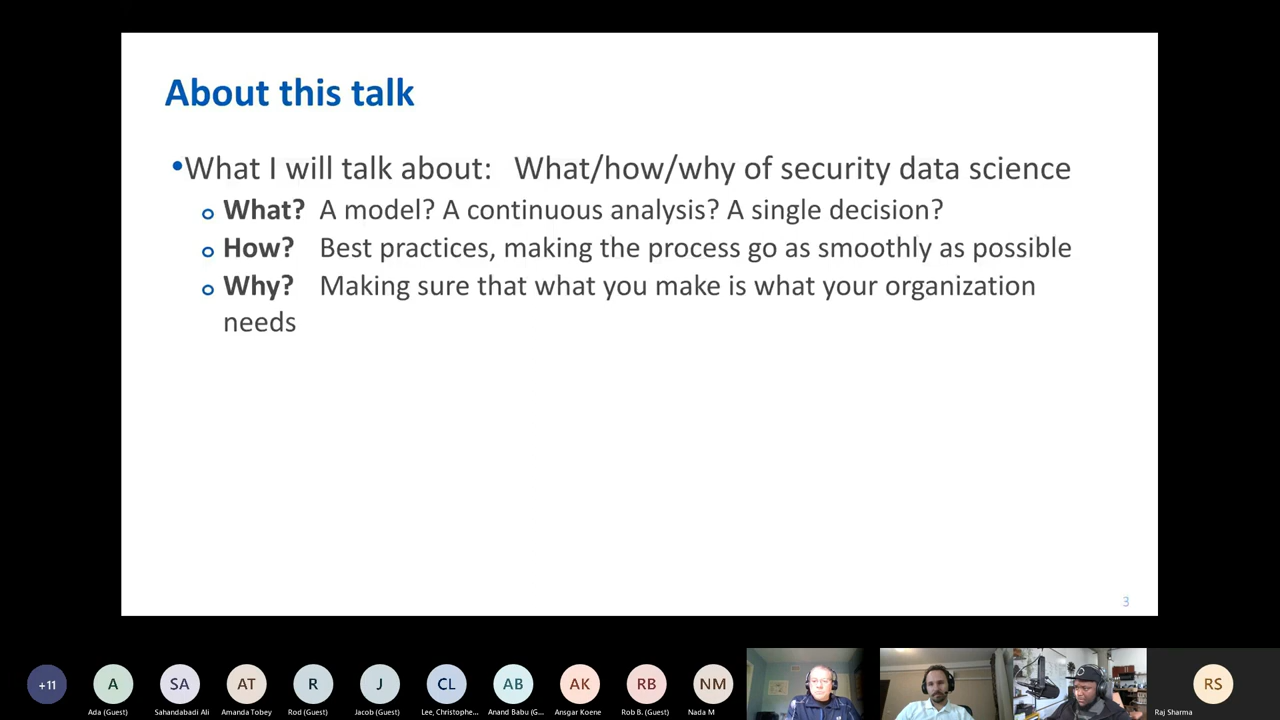 About this talk
•What I will talk about: What/how/why of security data science
o What? A model? A continuous analysis? A single decision?
o How? Best practices, making the process go as smoothly as possible
o Why? Making sure that what you make is what your organization
needs
3
+11 A SA AT R J CL AB AK RB NM RS
Ada (Guest) Sahandabadi Ali Amanda Tobey Rod (Guest) Jacob (Guest) Lee, Christophe... Anand Babu (G... Ansgar Koene Rob B. (Guest) Nada M Raj Sharma